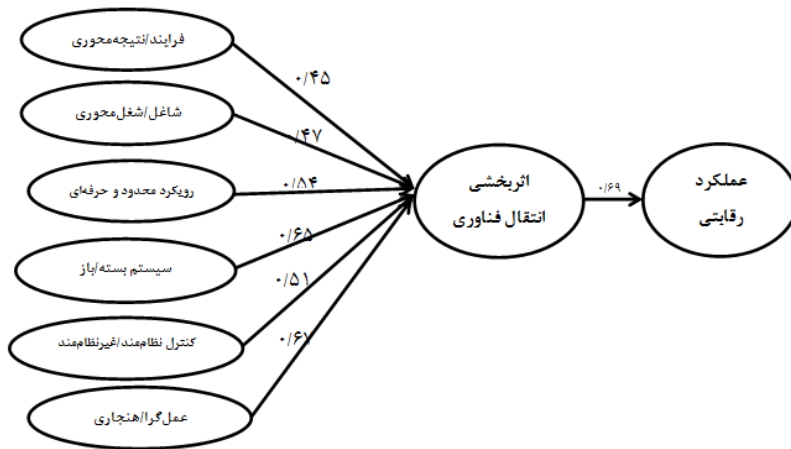 فرایند/نتیجه‌محوری
۰/۴۵
شاغل/شغل‌محوری
۰/۴۷
رویکرد محدود و حرفه‌ای
۰/۵۴
سیستم بسته/باز
۰/۶۵
کنترل نظام‌مند/غیرنظام‌مند
۰/۵۱
عمل‌گرا/هنجاری
۰/۶۷
اثربخشی
انتقال فناوری
۰/۶۹
عملکرد
رقابتی